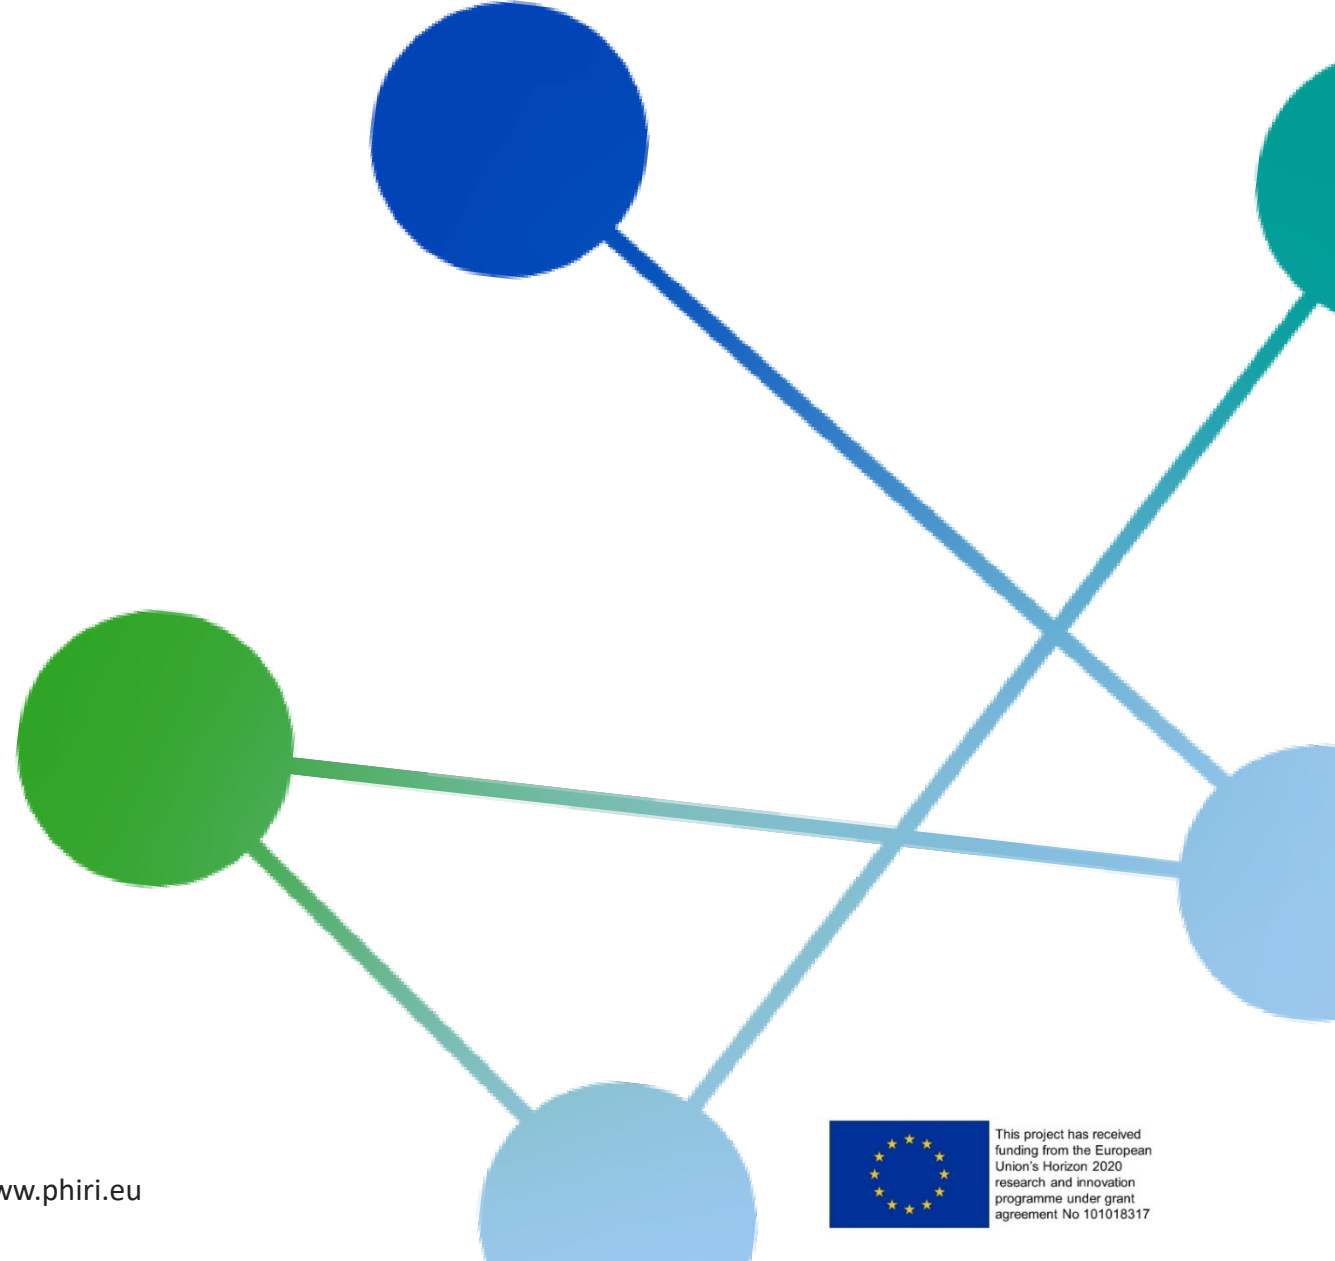 This project has received
funding from the European
Union's Horizon 2020
research and innovation
programme under grant
agreement No 101018317
ww.phiri.eu